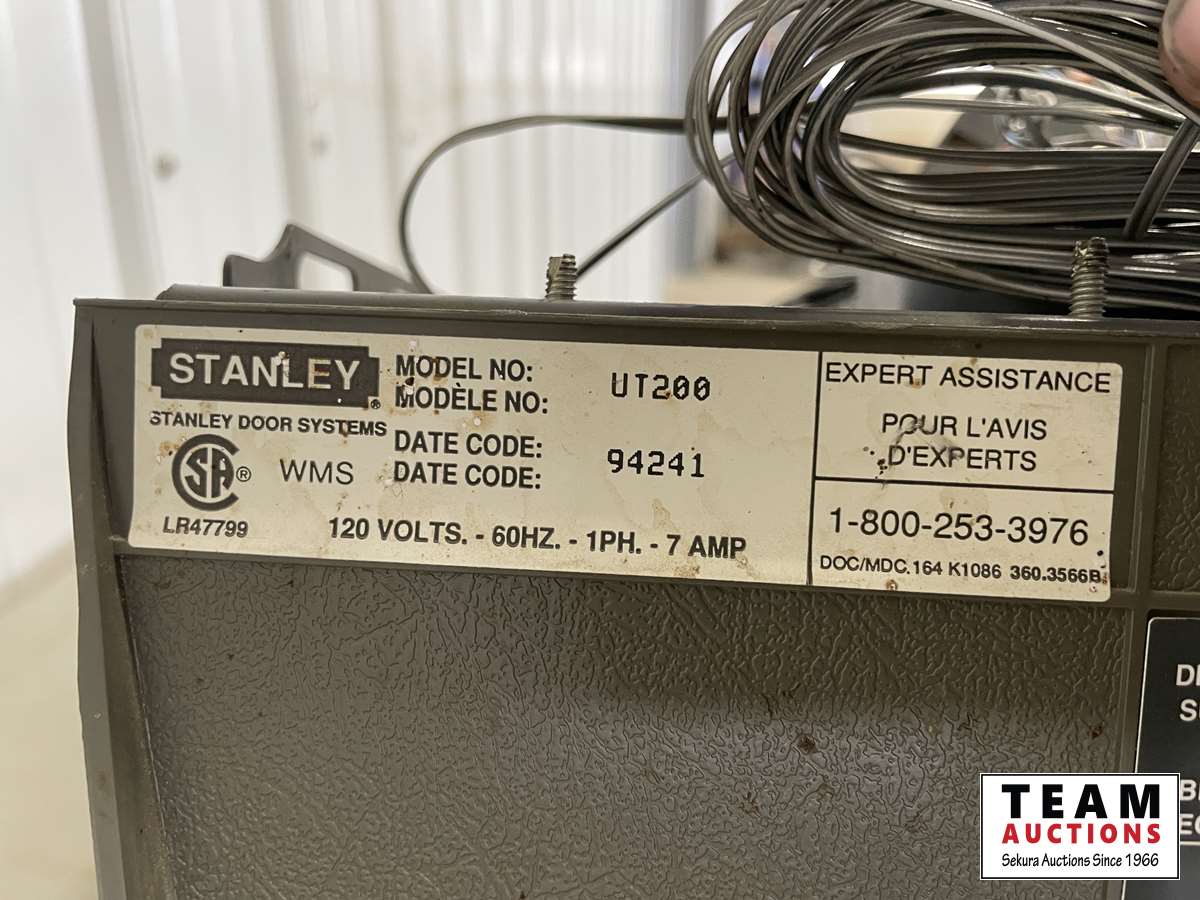 STANLEY ®
STANLEY DOOR SYSTEMS
SA ® WMS
LR47799
MODEL NO:
MODÈLE NO: UT200
DATE CODE:
DATE CODE: 94241
120 VOLTS. - 60HZ. - 1PH. - 7 AMP
EXPERT ASSISTANCE
POUR L'AVIS
D'EXPERTS
1-800-253-3976
DOC/MDC.164 K1086 360.3566B
TEAM
AUCTIONS
Sekura Auctions Since 1966